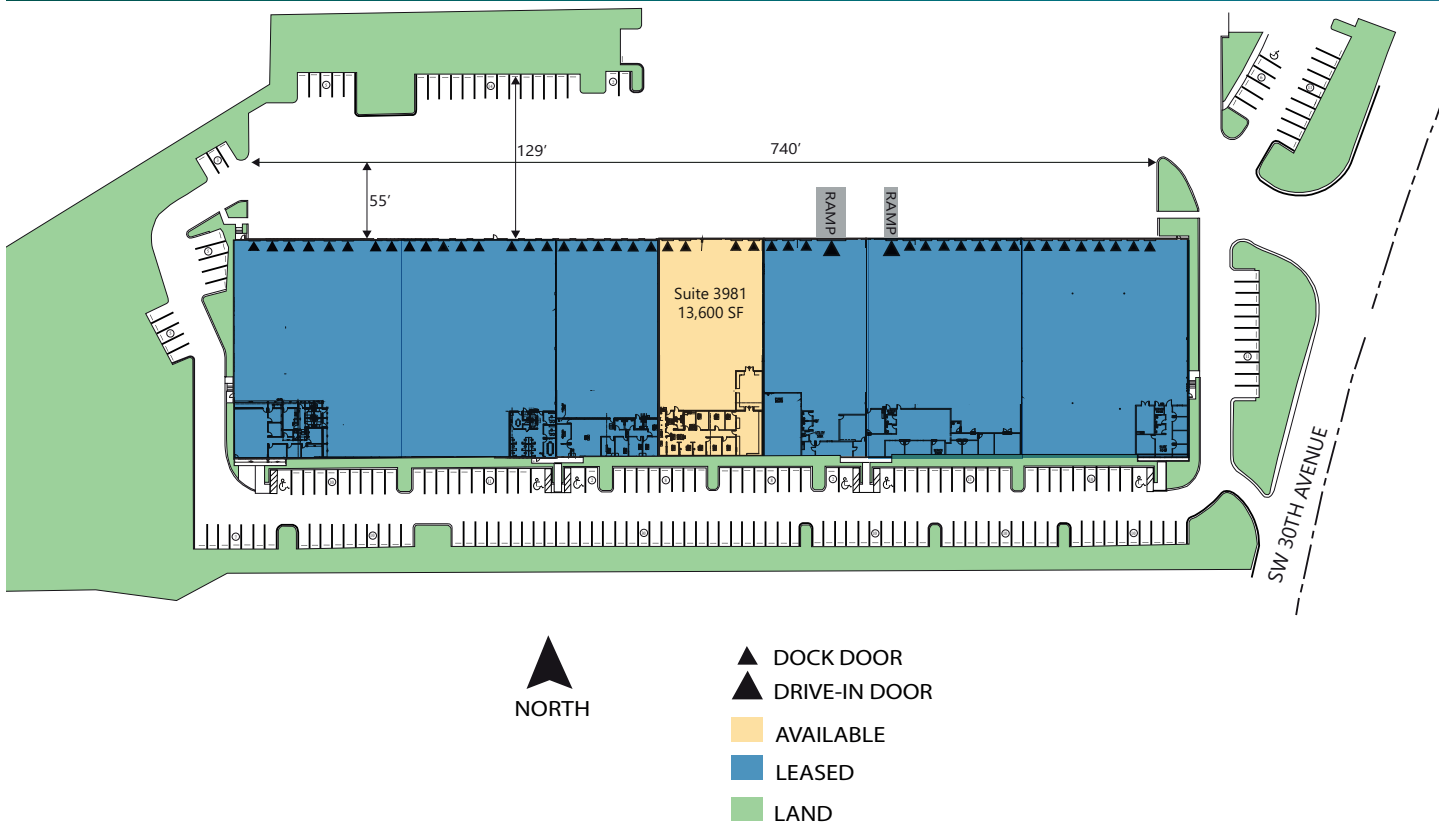 129’
740’
55’
RAMP
RAMP
Suite 3981
13,600 SF
SW 30TH AVENUE
NORTH
DOCK DOOR
DRIVE-IN DOOR
AVAILABLE
LEASED
LAND